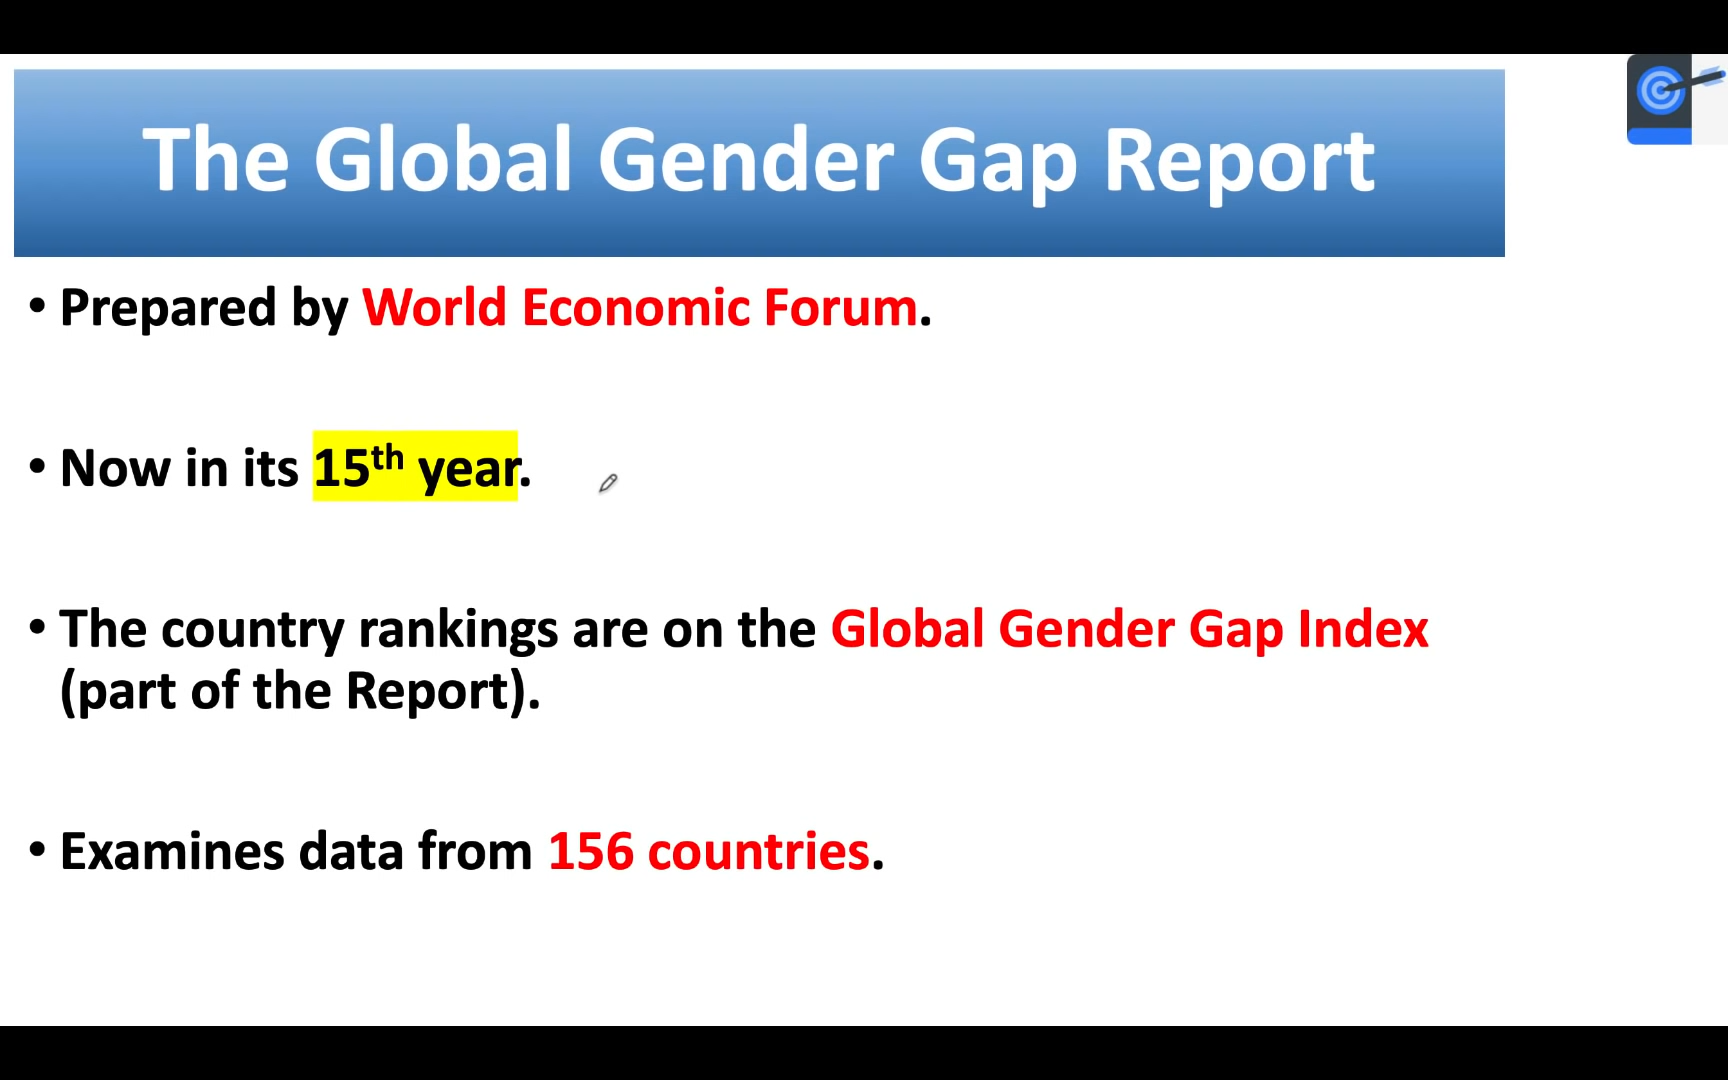 The Global Gender Gap Report
• Prepared by World Economic Forum.
• Now in its 15th year.
• The country rankings are on the Global Gender Gap Index
(part of the Report).
• Examines data from 156 countries.